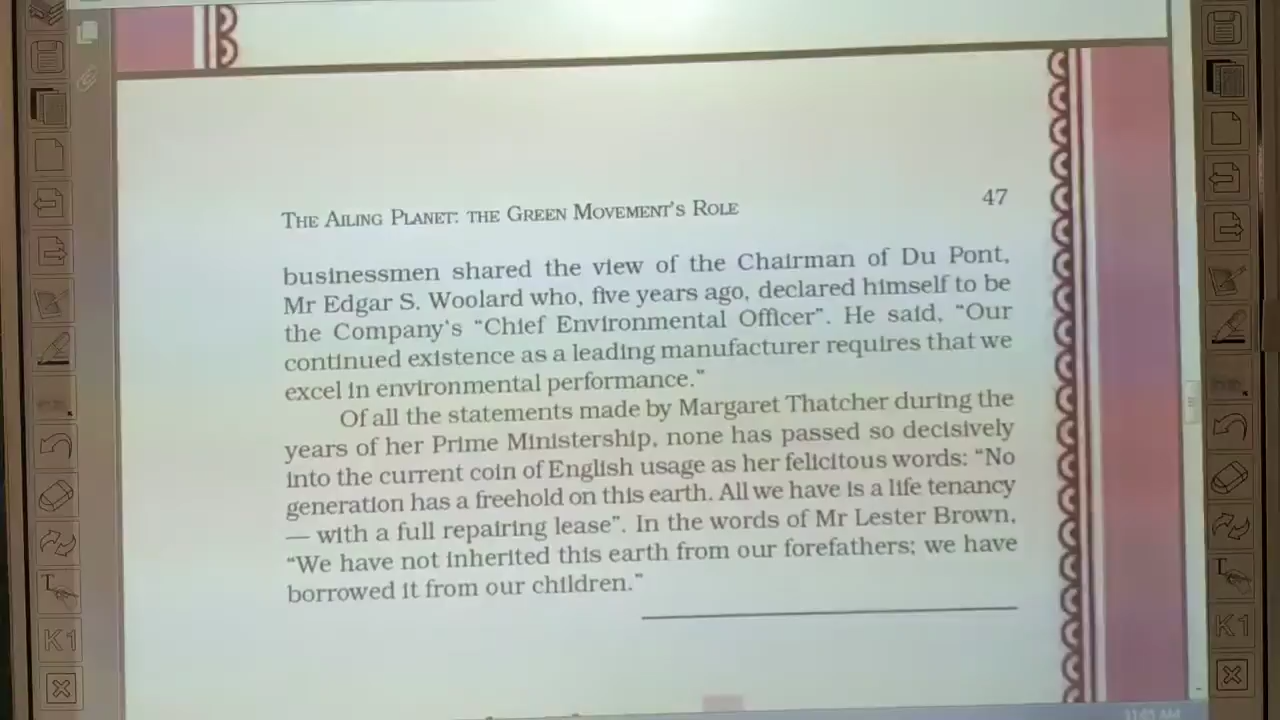 THE AILING PLANET: THE GREEN MOVEMENT'S ROLE 47
businessmen shared the view of the Chairman of Du Pont,
Mr Edgar S. Woolard who, five years ago, declared himself to be
the Company's "Chief Environmental Officer". He said, "Our
continued existence as a leading manufacturer requires that we
excel in environmental performance."
Of all the statements made by Margaret Thatcher during the
years of her Prime Ministership, none has passed so decisively
into the current coin of English usage as her felicitous words: "No
generation has a freehold on this earth. All we have is a life tenancy
— with a full repairing lease". In the words of Mr Lester Brown,
"We have not inherited this earth from our forefathers; we have
borrowed it from our children."
T
K1
T
K1